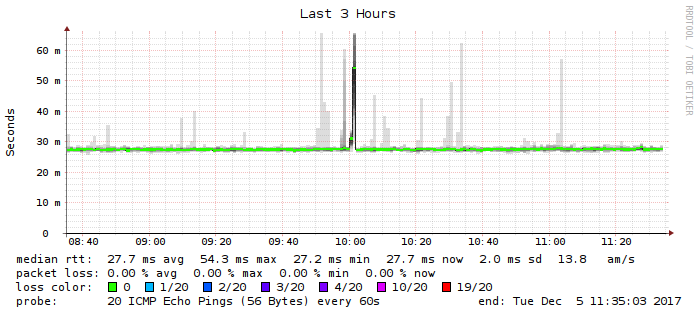 Last 3 Hours
RRDTOOL / TOBI OETIKER
Seconds
60 m
50 m
40 m
30 m
20 m
10 m
0
08:40 09:00 09:20 09:40 10:00 10:20 10:40 11:00 11:20
median rtt: 27.7 ms avg 54.3 ms max 27.2 ms min 27.7 ms now 2.0 ms sd 13.8 am/s
packet loss: 0.00 % avg 0.00 % max 0.00 % min 0.00 % now
loss color: 0 1/20 2/20 3/20 4/20 10/20 19/20
probe: 20 ICMP Echo Pings (56 Bytes) every 60s end: Tue Dec 5 11:35:03 2017